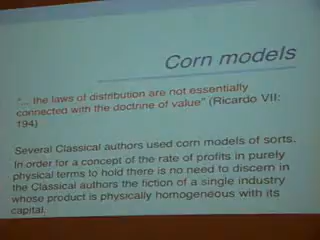 Corn models
"... the laws of distribution are not essentially
connected with the doctrine of value" (Ricardo VII:
194)
Several Classical authors used corn models of sorts.
In order for a concept of the rate of profits in purely
physical terms to hold there is no need to discern in
the Classical authors the fiction of a single industry
whose product is physically homogeneous with its
capital.